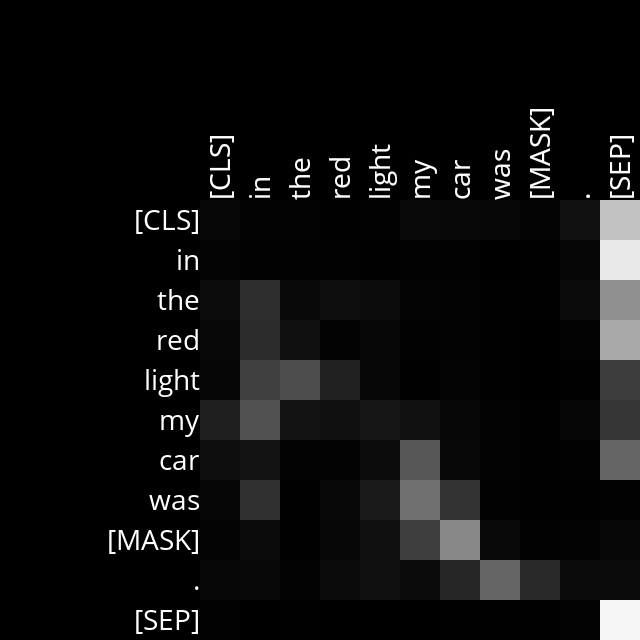 [CLS] in the red light my car was [MASK] . [SEP]
[CLS]
in
the
red
light
my
car
was
[MASK]
.
[SEP]